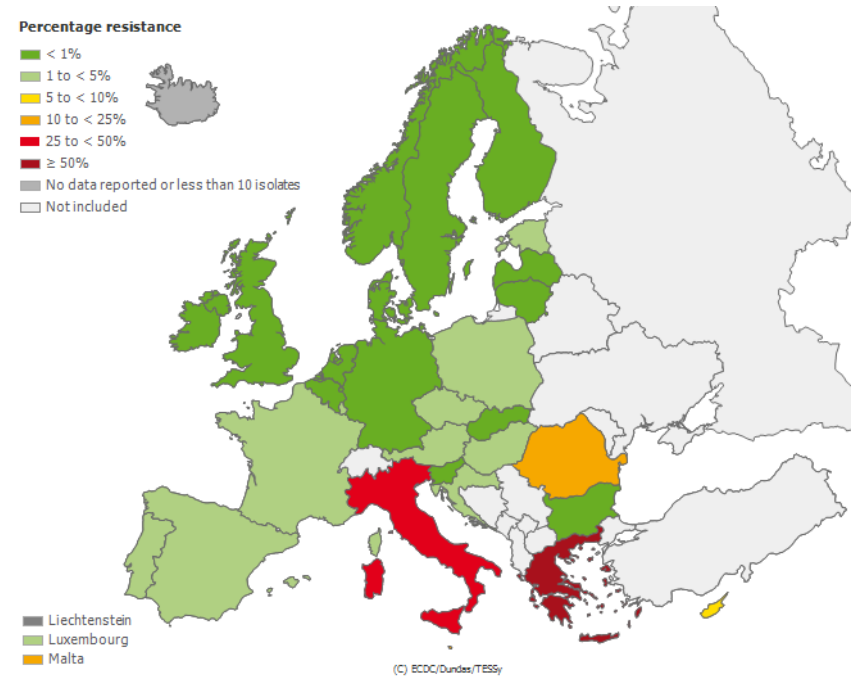 Percentage resistance
< 1%
1 to < 5%
5 to < 10%
10 to < 25%
25 to < 50%
≥ 50%
No data reported or less than 10 isolates
Not included
Liechtenstein
Luxembourg
Malta
(C) ECDC/Dundas/TESSy